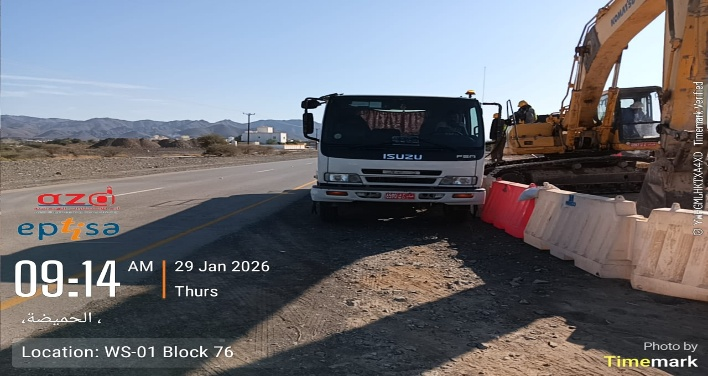 KOMATSU
ISUZU
FSR
azd
eptisa
09:14 AM
29 Jan 2026
Thurs
، الحميضة،
Location: WS-01 Block 76
Photo by
Timemark
Timemark Verified